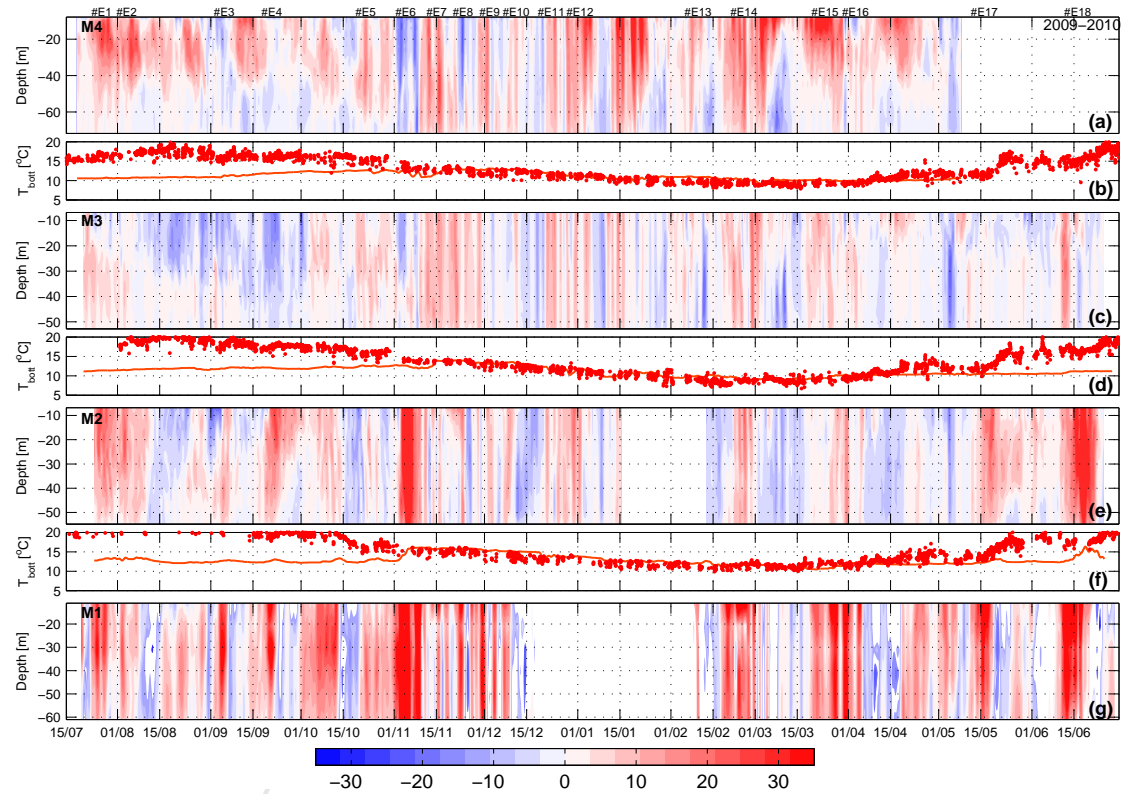 #E1 #E2 #E3 #E4 #E5 #E6 #E7 #E8 #E9 #E10 #E11 #E12 #E13 #E14 #E15 #E16 #E17 #E18
M4 2009−2010
Depth [m]
−20
−40
−60
(a)
T_bott [°C]
20
15
10
5
(b)
M3
Depth [m]
−10
−20
−30
−40
−50
(c)
T_bott [°C]
20
15
10
5
(d)
M2
Depth [m]
−10
−20
−30
−40
−50
(e)
T_bott [°C]
20
15
10
5
(f)
M1
Depth [m]
−20
−30
−40
−50
−60
(g)
15/07 01/08 15/08 01/09 15/09 01/10 15/10 01/11 15/11 01/12 15/12 01/01 15/01 01/02 15/02 01/03 15/03 01/04 15/04 01/05 15/05 01/06 15/06
−30 −20 −10 0 10 20 30